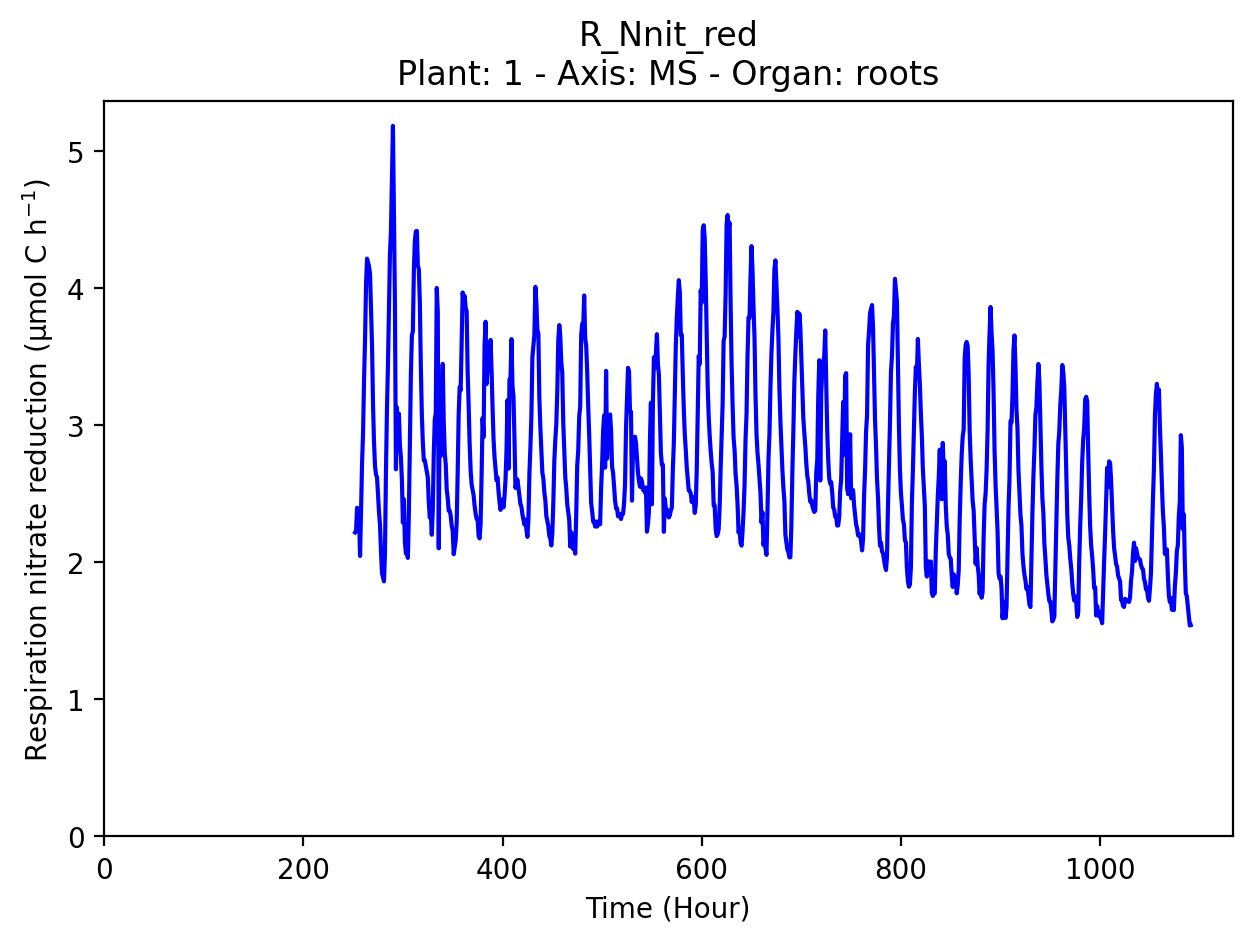 R_Nnit_red
Plant: 1 - Axis: MS - Organ: roots
Respiration nitrate reduction (µmol C h⁻¹)
5
4
3
2
1
0
0 200 400 600 800 1000
Time (Hour)